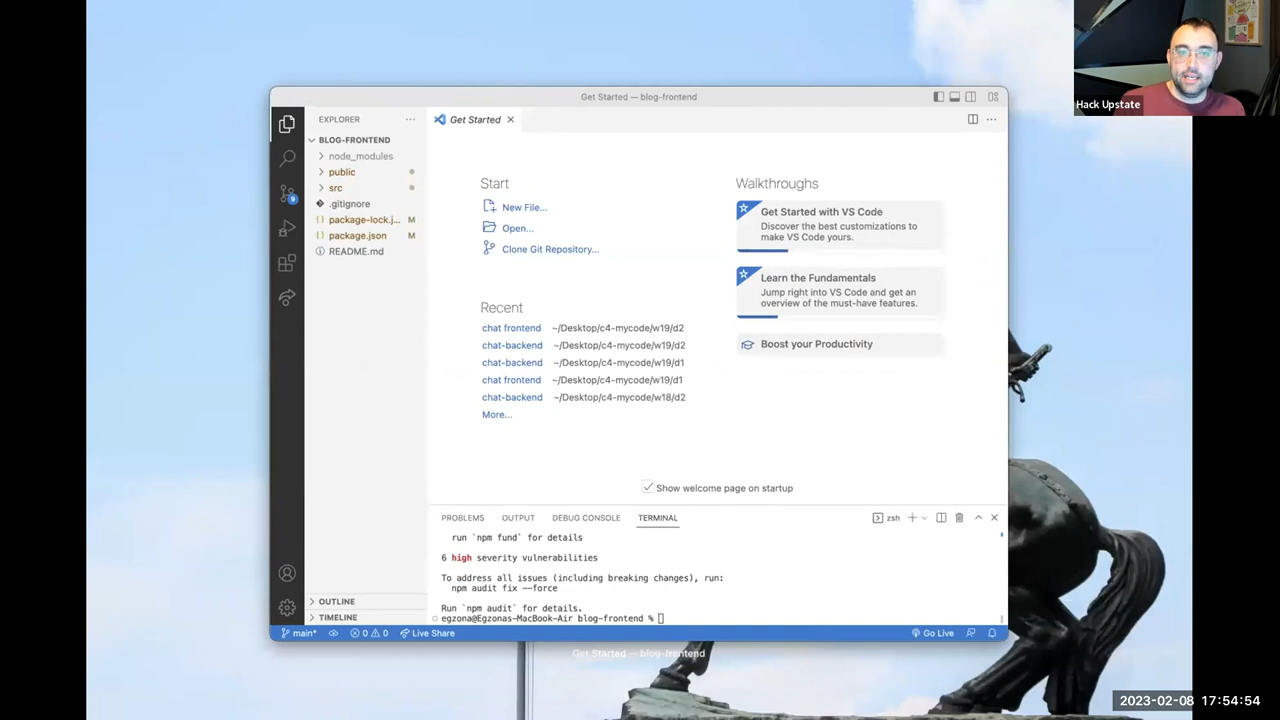 Get Started — blog-frontend
Hack Upstate
EXPLORER
Get Started
BLOG-FRONTEND
node_modules
public
src
.gitignore
package-lock.j... M
package.json M
README.md
OUTLINE
TIMELINE
Start
New File...
Open...
Clone Git Repository...
Recent
chat frontend ~/Desktop/c4-mycode/w19/d2
chat-backend ~/Desktop/c4-mycode/w19/d2
chat-backend ~/Desktop/c4-mycode/w19/d1
chat frontend ~/Desktop/c4-mycode/w19/d1
chat-backend ~/Desktop/c4-mycode/w18/d2
More...
Walkthroughs
Get Started with VS Code
Discover the best customizations to
make VS Code yours.
Learn the Fundamentals
Jump right into VS Code and get an
overview of the must-have features.
Boost your Productivity
Show welcome page on startup
PROBLEMS OUTPUT DEBUG CONSOLE TERMINAL
zsh
run `npm fund` for details
6 high severity vulnerabilities
To address all issues (including breaking changes), run:
npm audit fix --force
Run `npm audit` for details.
egzona@Egzonas-MacBook-Air blog-frontend %
main* 0 0 Live Share
Go Live
Get Started — blog-frontend
2023-02-08 17:54:54